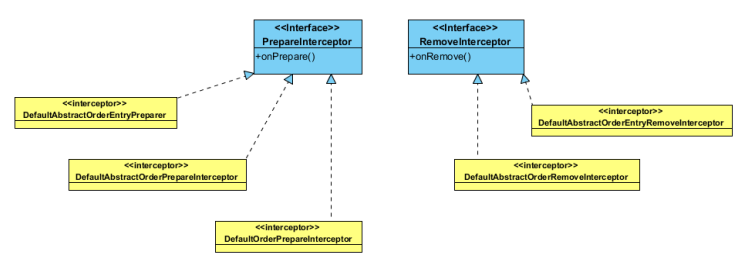 <<Interface>>
PrepareInterceptor
+onPrepare()
<<Interface>>
RemoveInterceptor
+onRemove()
<<interceptor>>
DefaultAbstractOrderEntryPreparer
<<interceptor>>
DefaultAbstractOrderEntryRemoveInterceptor
<<interceptor>>
DefaultAbstractOrderPrepareInterceptor
<<interceptor>>
DefaultAbstractOrderRemoveInterceptor
<<interceptor>>
DefaultOrderPrepareInterceptor